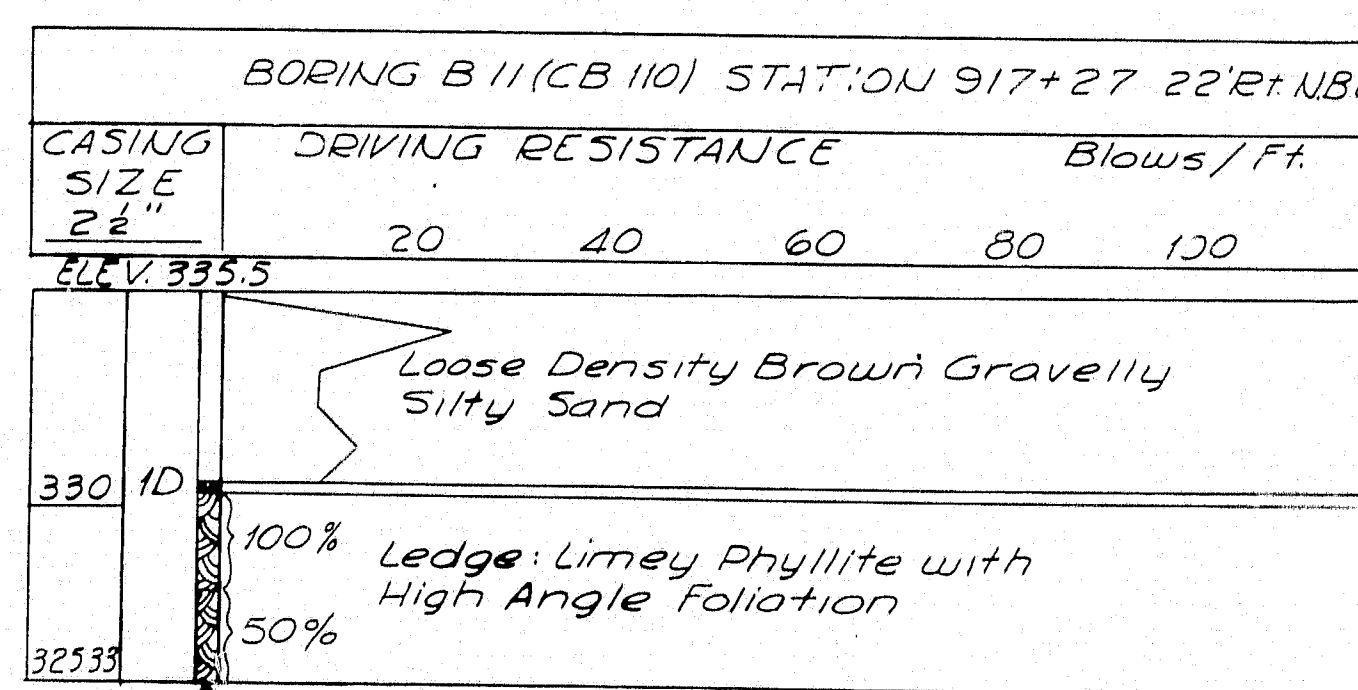 BORING B 11 (CB 110) STATION 917+27 22'Rt. N.B.
CASING SIZE 2½"
DRIVING RESISTANCE Blows/Ft.
20 40 60 80 100
ELEV. 335.5
Loose Density Brown Gravelly
Silty Sand
330 1D
100%
Ledge: Limey Phyllite with
High Angle Foliation
50%
32533